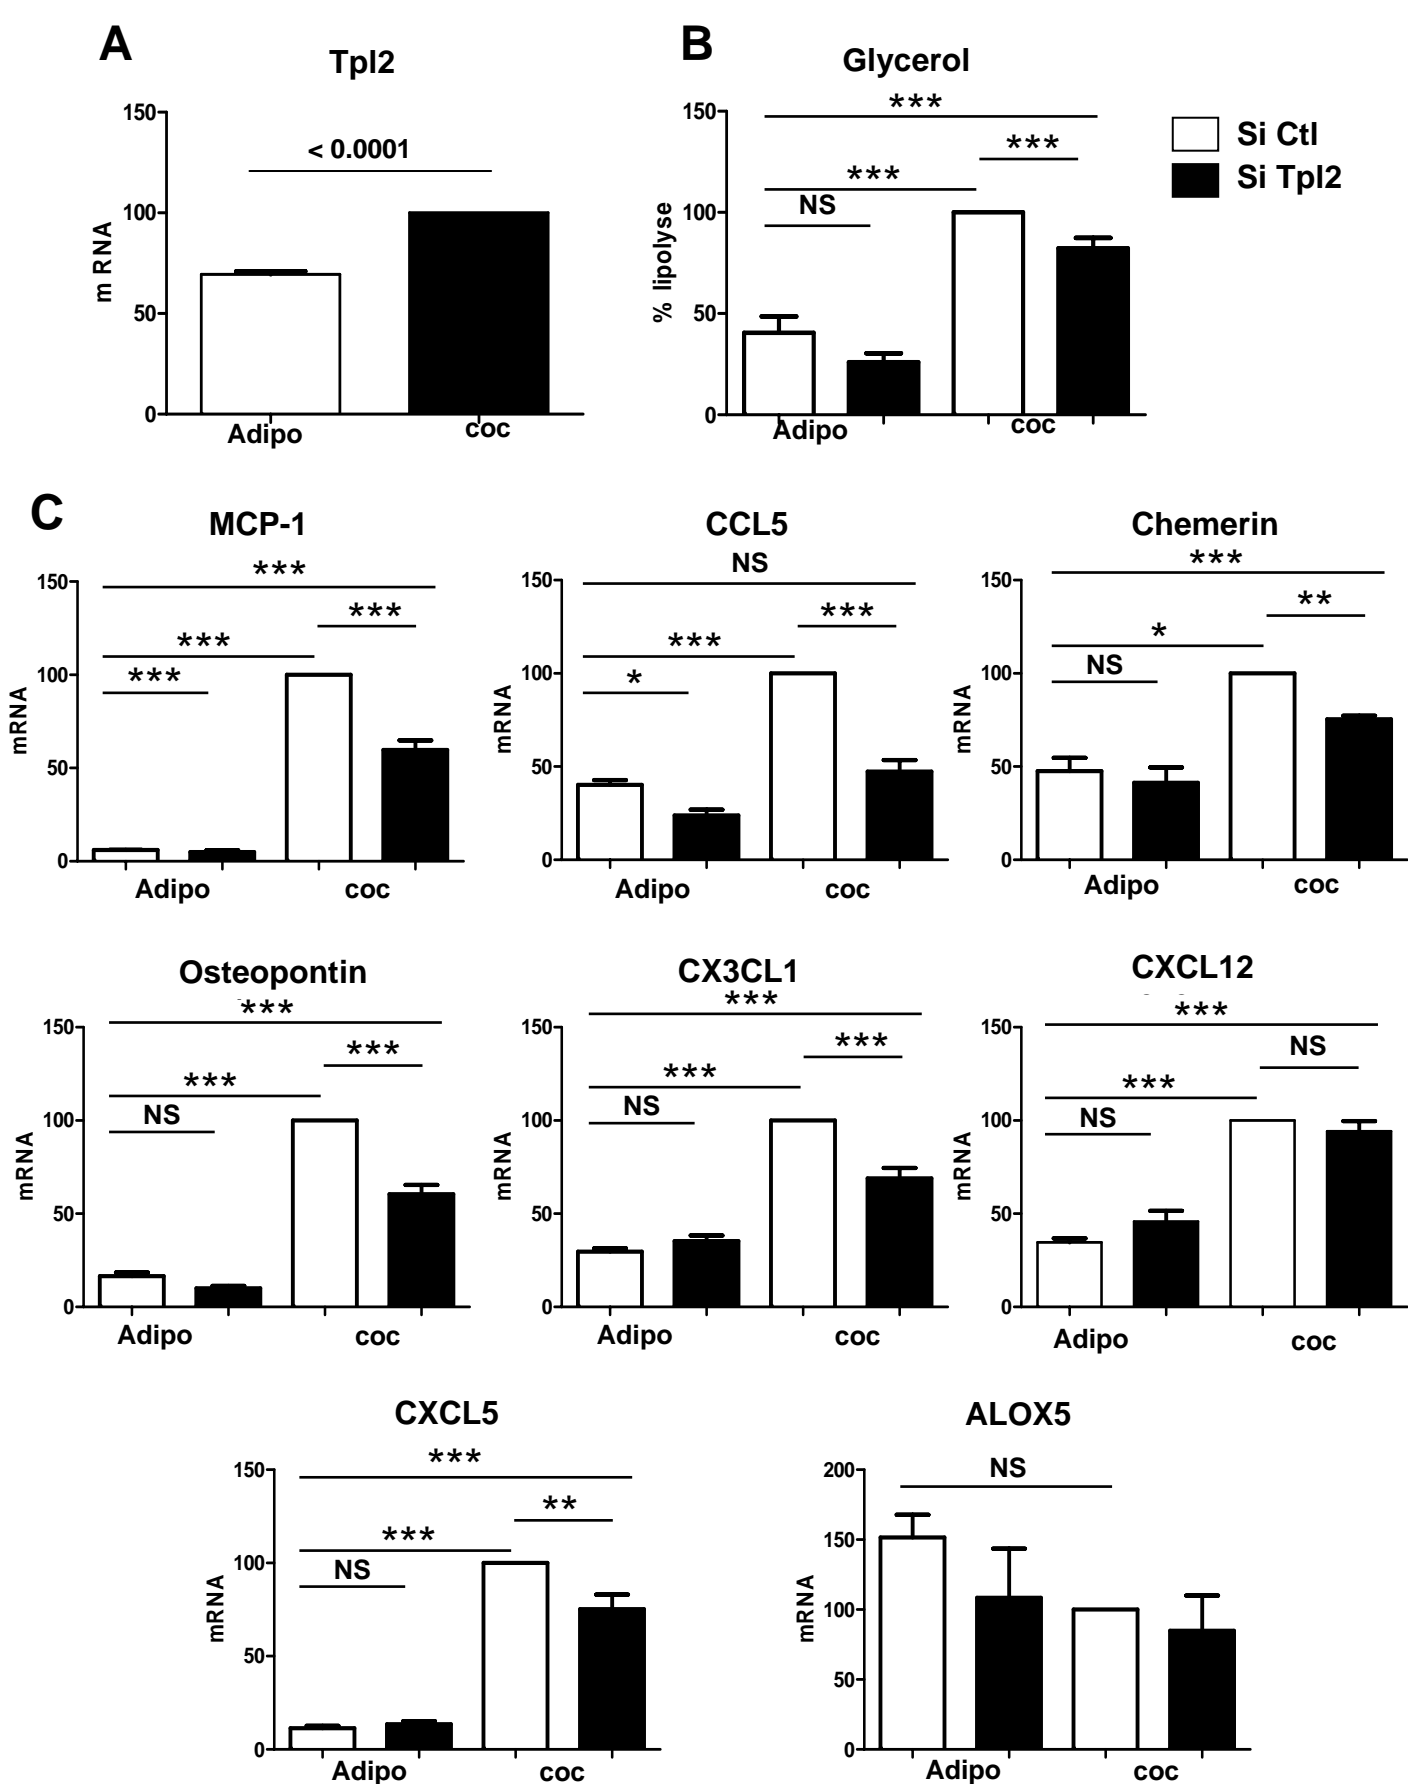 A
Tpl2
150
100
50
0
m RNA
< 0.0001
Adipo
coc
B
Glycerol
150
100
50
0
% lipolyse
***
***
***
NS
Adipo
coc
Si Ctl
Si Tpl2
C
MCP-1
150
100
50
0
mRNA
***
***
***
***
Adipo
coc
CCL5
150
100
50
0
mRNA
NS
***
***
*
Adipo
coc
Chemerin
150
100
50
0
mRNA
***
**
*
NS
Adipo
coc
Osteopontin
150
100
50
0
mRNA
***
***
***
NS
Adipo
coc
CX3CL1
150
100
50
0
mRNA
***
***
***
NS
Adipo
coc
CXCL12
150
100
50
0
mRNA
***
NS
***
NS
Adipo
coc
CXCL5
150
100
50
0
mRNA
***
**
***
NS
Adipo
coc
ALOX5
200
150
100
50
0
mRNA
NS
Adipo
coc